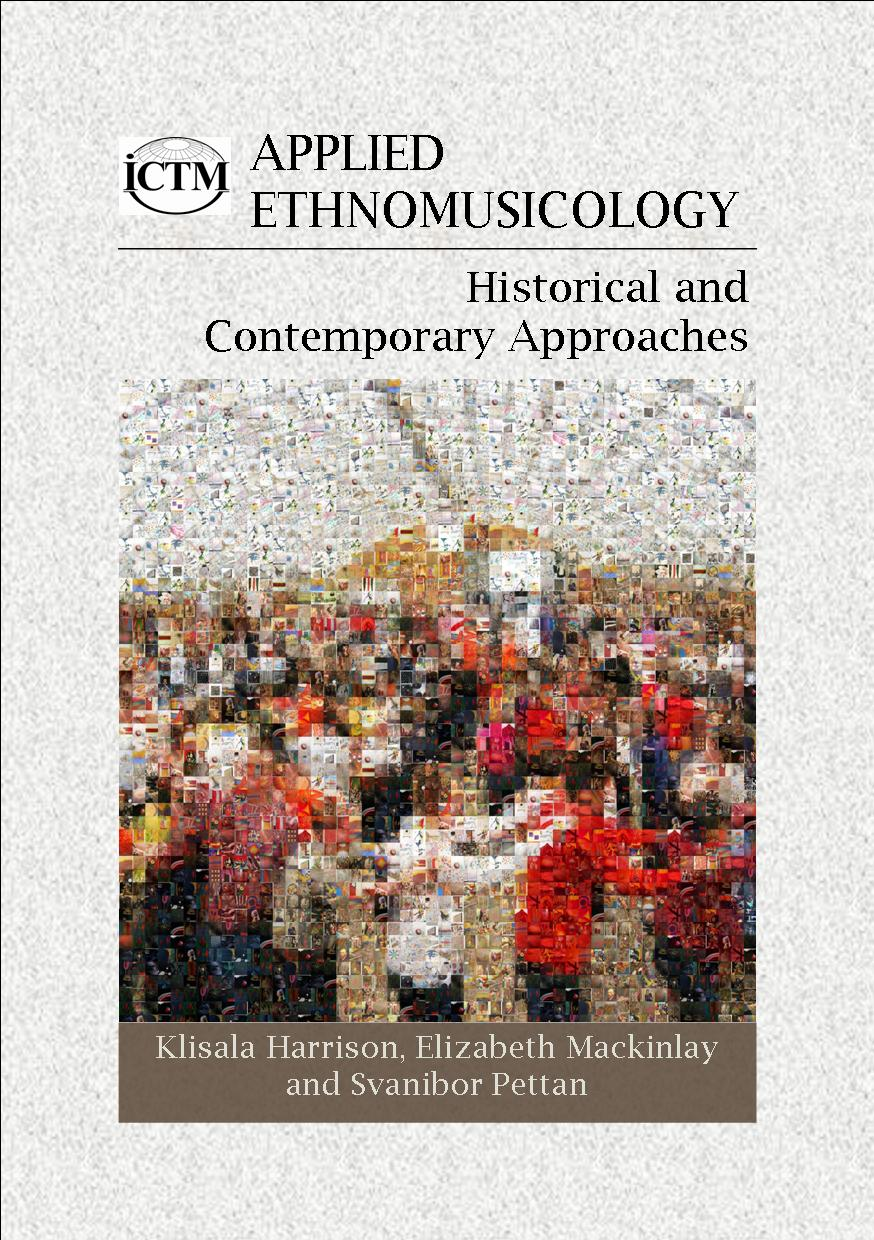 iCTM
APPLIED
ETHNOMUSICOLOGY
Historical and
Contemporary Approaches
Klisala Harrison, Elizabeth Mackinlay
and Svanibor Pettan